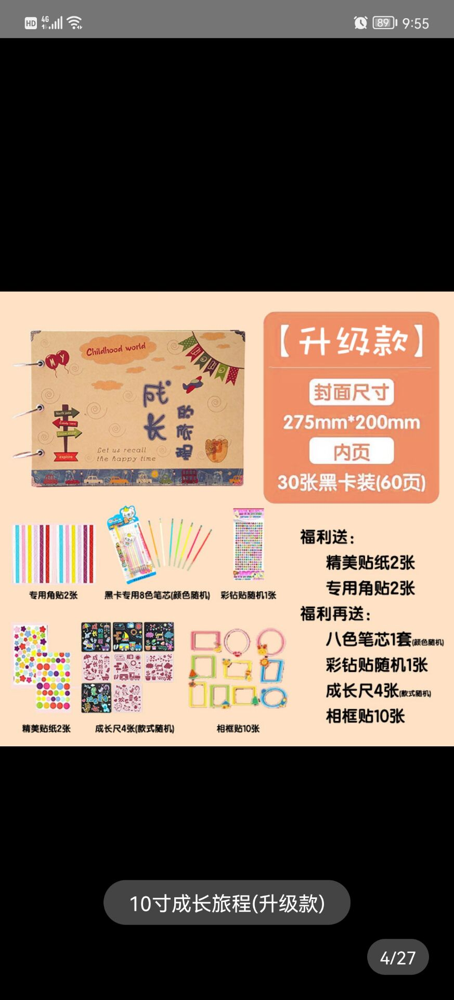 HD 4G 89 9:55
Childhood world
M Y
成
长
的
旅
程
North pole
Candy lane
Cocoa street
explore
Let us recall
the happy time
【升级款】
封面尺寸
275mm*200mm
内页
30张黑卡装(60页)
专用角贴2张
黑卡专用8色笔芯(颜色随机)
彩钻贴随机1张
福利送：
精美贴纸2张
专用角贴2张
福利再送：
八色笔芯1套(颜色随机)
彩钻贴随机1张
成长尺4张(款式随机)
相框贴10张
精美贴纸2张
成长尺4张(款式随机)
相框贴10张
10寸成长旅程(升级款)
4/27